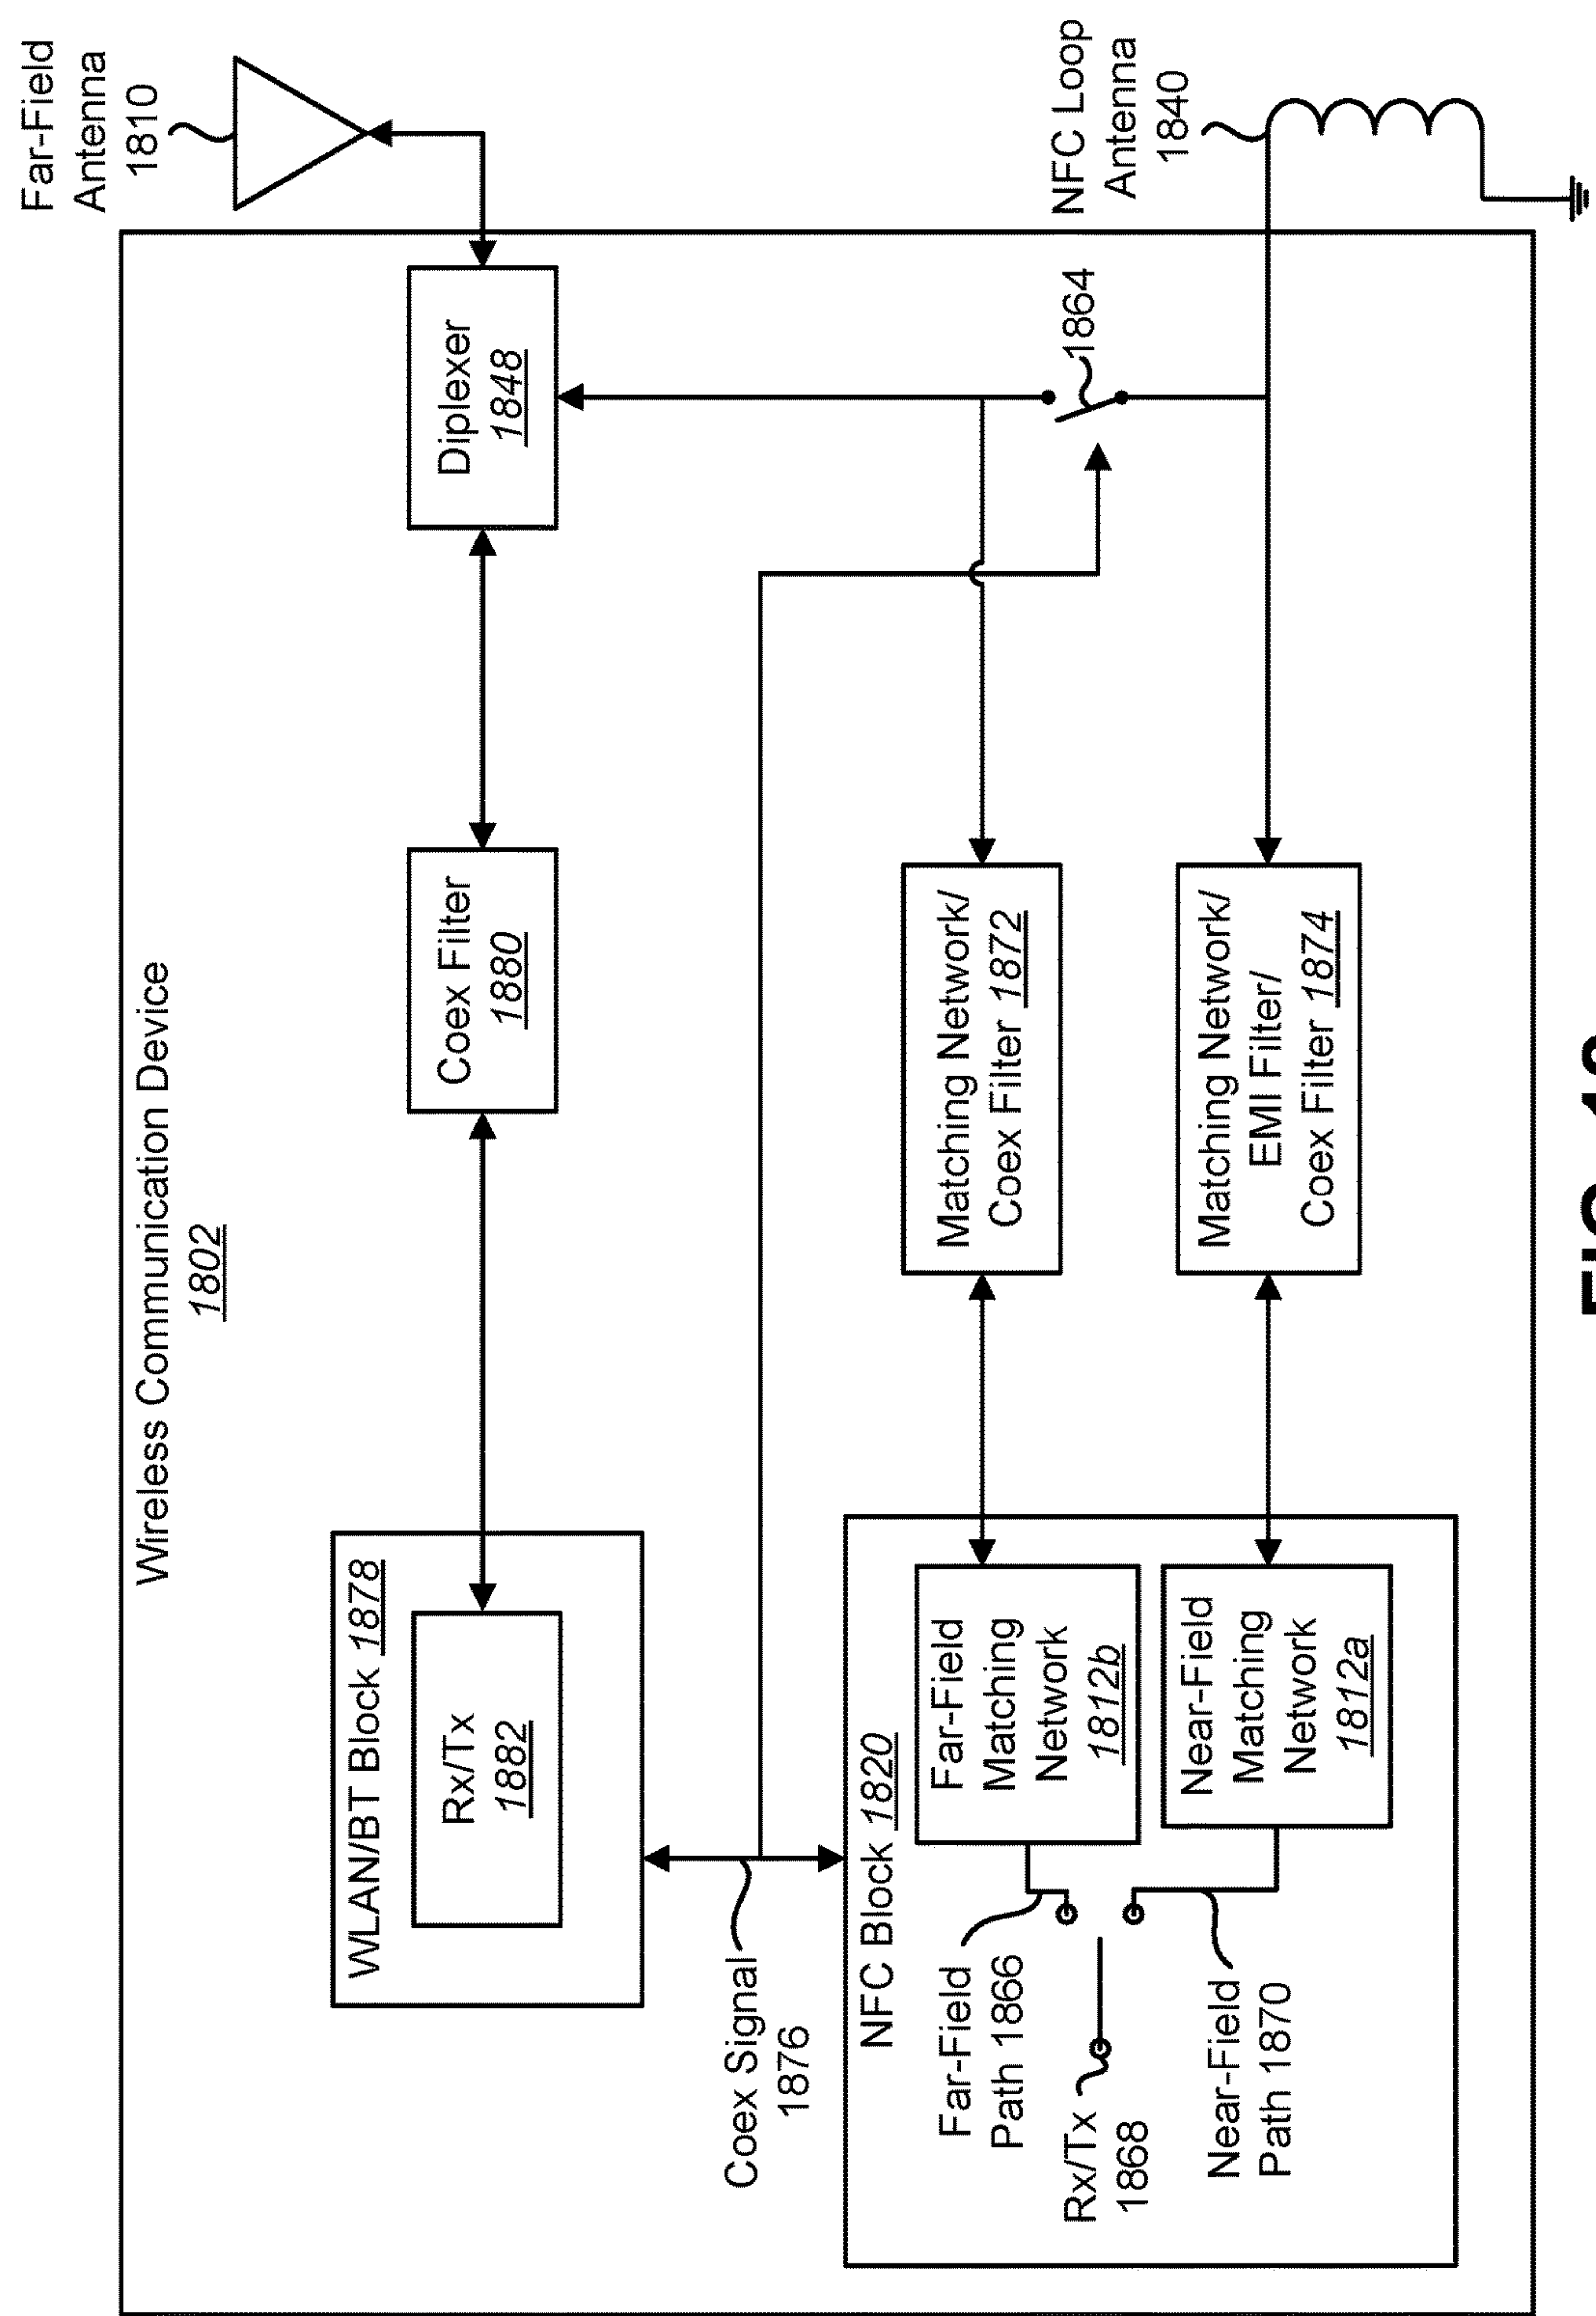 Wireless Communication Device
1802
Far-Field
Antenna
1810
WLAN/BT Block 1878
Rx/Tx
1882
Coex Filter
1880
Diplexer
1848
Coex Signal
1876
1864
NFC Block 1820
Far-Field
Path 1866
Rx/Tx
1868
Near-Field
Path 1870
Far-Field
Matching
Network
1812b
Near-Field
Matching
Network
1812a
Matching Network/
Coex Filter 1872
Matching Network/
EMI Filter/
Coex Filter 1874
NFC Loop
Antenna
1840